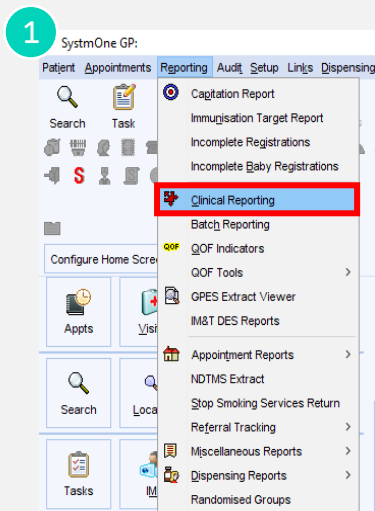 1
SystmOne GP:
Patient Appointments Reporting Audit Setup Links Dispensing
Search Task
S
Configure Home Scre
Appts Visi
Search Loca
Tasks IM
Capitation Report
Immunisation Target Report
Incomplete Registrations
Incomplete Baby Registrations
Clinical Reporting
Batch Reporting
QOF QOF Indicators
QOF Tools
GPES Extract Viewer
IM&T DES Reports
Appointment Reports
NDTMS Extract
Stop Smoking Services Return
Referral Tracking
Miscellaneous Reports
Dispensing Reports
Randomised Groups